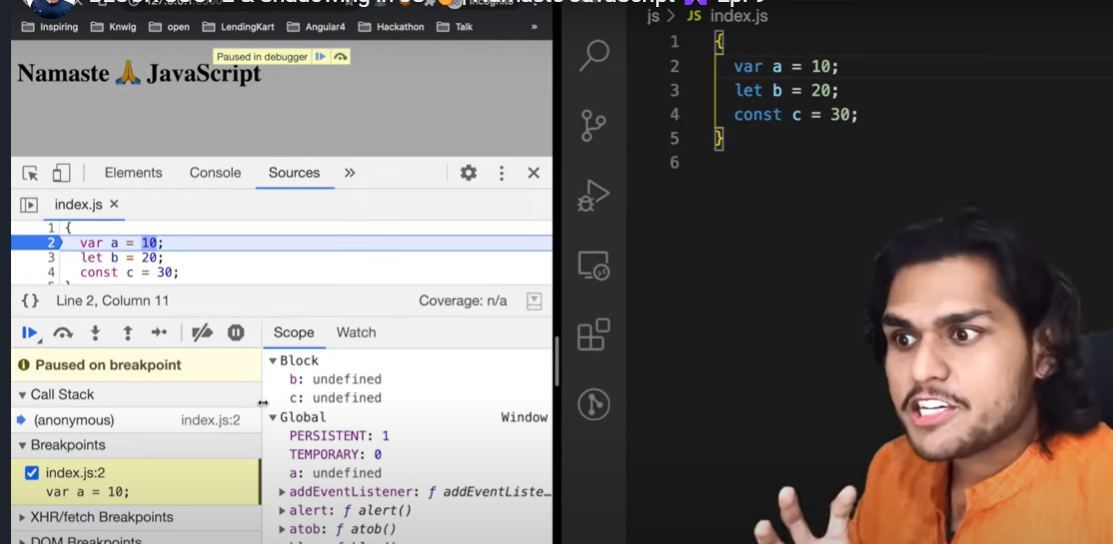 Inspiring Knwlg open LendingKart Angular4 Hackathon Talk »
Paused in debugger
Namaste 🙏 JavaScript
Elements Console Sources »
index.js ×
1 {
2 var a = 10;
3 let b = 20;
4 const c = 30;
{} Line 2, Column 11 Coverage: n/a
Scope Watch
Paused on breakpoint
Call Stack
(anonymous) index.js:2
Breakpoints
index.js:2
var a = 10;
XHR/fetch Breakpoints
DOM Breakpoints
Block
b: undefined
c: undefined
Global Window
PERSISTENT: 1
TEMPORARY: 0
a: undefined
addEventListener: ƒ addEventListe…
alert: ƒ alert()
atob: ƒ atob()
js > JS index.js
1 {
2 var a = 10;
3 let b = 20;
4 const c = 30;
5 }
6